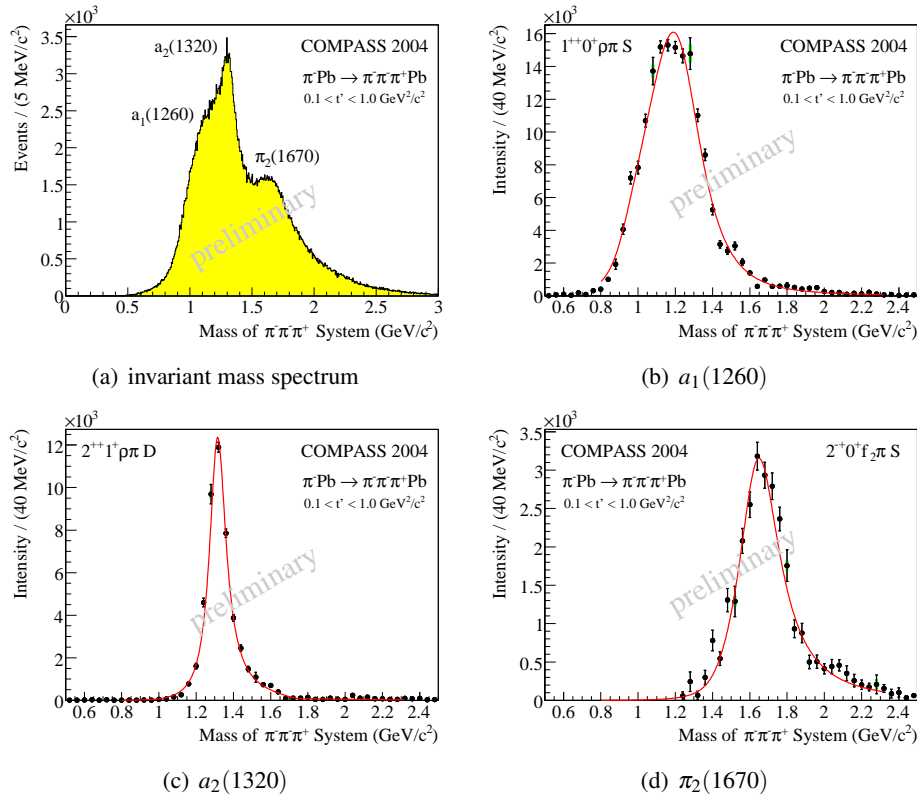 ×10³
3.5
3
2.5
2
1.5
1
0.5
0
0 0.5 1 1.5 2 2.5 3
Events / (5 MeV/c²)
Mass of π⁻π⁻π⁺ System (GeV/c²)
a₂(1320)
a₁(1260)
π₂(1670)
COMPASS 2004
π⁻Pb → π⁻π⁻π⁺Pb
0.1 < t' < 1.0 GeV²/c²
preliminary
(a) invariant mass spectrum
×10³
16
14
12
10
8
6
4
2
0
0.6 0.8 1 1.2 1.4 1.6 1.8 2 2.2 2.4
Intensity / (40 MeV/c²)
Mass of π⁻π⁻π⁺ System (GeV/c²)
1⁺⁺0⁺ρπ S
COMPASS 2004
π⁻Pb → π⁻π⁻π⁺Pb
0.1 < t' < 1.0 GeV²/c²
preliminary
(b) a₁(1260)
×10³
12
10
8
6
4
2
0
0.6 0.8 1 1.2 1.4 1.6 1.8 2 2.2 2.4
Intensity / (40 MeV/c²)
Mass of π⁻π⁻π⁺ System (GeV/c²)
2⁺⁺1⁺ρπ D
COMPASS 2004
π⁻Pb → π⁻π⁻π⁺Pb
0.1 < t' < 1.0 GeV²/c²
preliminary
(c) a₂(1320)
×10³
3.5
3
2.5
2
1.5
1
0.5
0
0.6 0.8 1 1.2 1.4 1.6 1.8 2 2.2 2.4
Intensity / (40 MeV/c²)
Mass of π⁻π⁻π⁺ System (GeV/c²)
COMPASS 2004
2⁻⁺0⁺f₂π S
π⁻Pb → π⁻π⁻π⁺Pb
0.1 < t' < 1.0 GeV²/c²
preliminary
(d) π₂(1670)